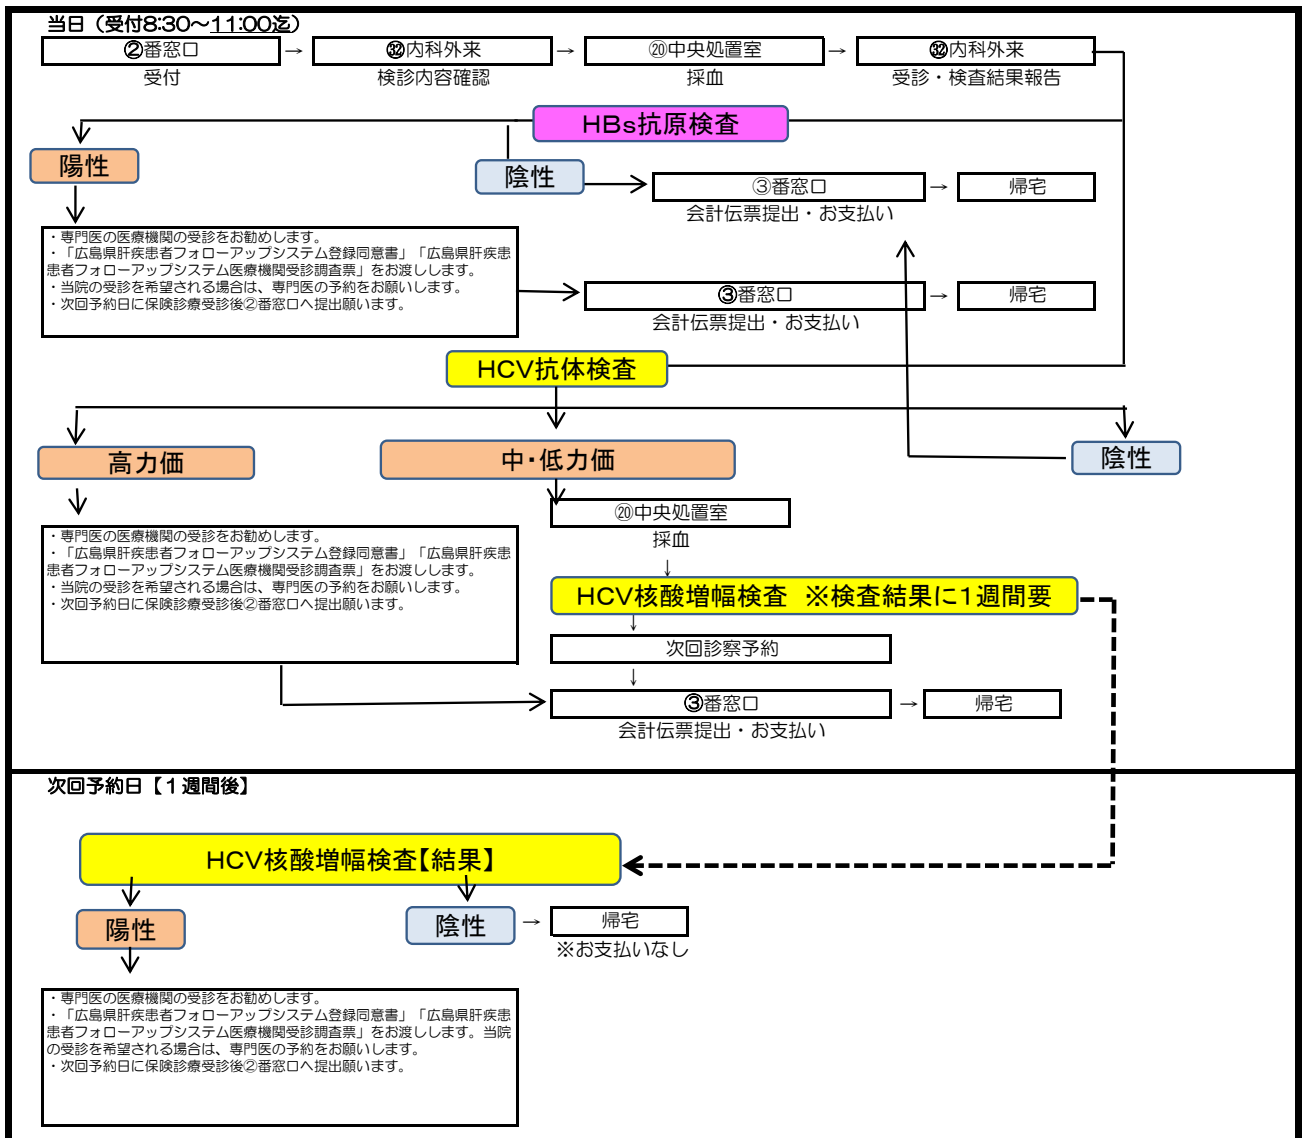 当日（受付8:30～11:00迄）
②番窓口 → ㉜内科外来 → ⑳中央処置室 → ㉜内科外来
受付 検診内容確認 採血 受診・検査結果報告
HBs抗原検査
陽性
陰性
③番窓口 → 帰宅
会計伝票提出・お支払い
・専門医の医療機関の受診をお勧めします。
・「広島県肝疾患者フォローアップシステム登録同意書」「広島県肝疾患
患者フォローアップシステム医療機関受診調査票」をお渡しします。
・当院の受診を希望される場合は、専門医の予約をお願いします。
・次回予約日に保険診療受診後②番窓口へ提出願います。
③番窓口 → 帰宅
会計伝票提出・お支払い
HCV抗体検査
高力価
中・低力価
陰性
⑳中央処置室
採血
↓
・専門医の医療機関の受診をお勧めします。
・「広島県肝疾患者フォローアップシステム登録同意書」「広島県肝疾患
患者フォローアップシステム医療機関受診調査票」をお渡しします。
・当院の受診を希望される場合は、専門医の予約をお願いします。
・次回予約日に保険診療受診後②番窓口へ提出願います。
HCV核酸増幅検査 ※検査結果に1週間要
↓
次回診察予約
↓
③番窓口 → 帰宅
会計伝票提出・お支払い
次回予約日【1週間後】
HCV核酸増幅検査【結果】
陽性
陰性 → 帰宅
※お支払いなし
・専門医の医療機関の受診をお勧めします。
・「広島県肝疾患者フォローアップシステム登録同意書」「広島県肝疾患
患者フォローアップシステム医療機関受診調査票」をお渡しします。当院
の受診を希望される場合は、専門医の予約をお願いします。
・次回予約日に保険診療受診後②番窓口へ提出願います。